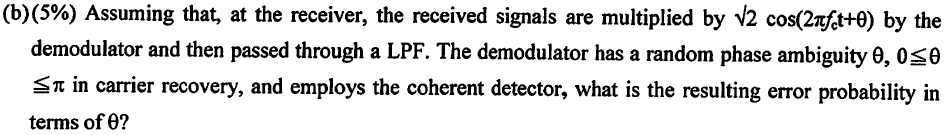 (b)(5%) Assuming that, at the receiver, the received signals are multiplied by √2 cos(2πfct+θ) by the
demodulator and then passed through a LPF. The demodulator has a random phase ambiguity θ, 0≦θ
≦π in carrier recovery, and employs the coherent detector, what is the resulting error probability in
terms of θ?